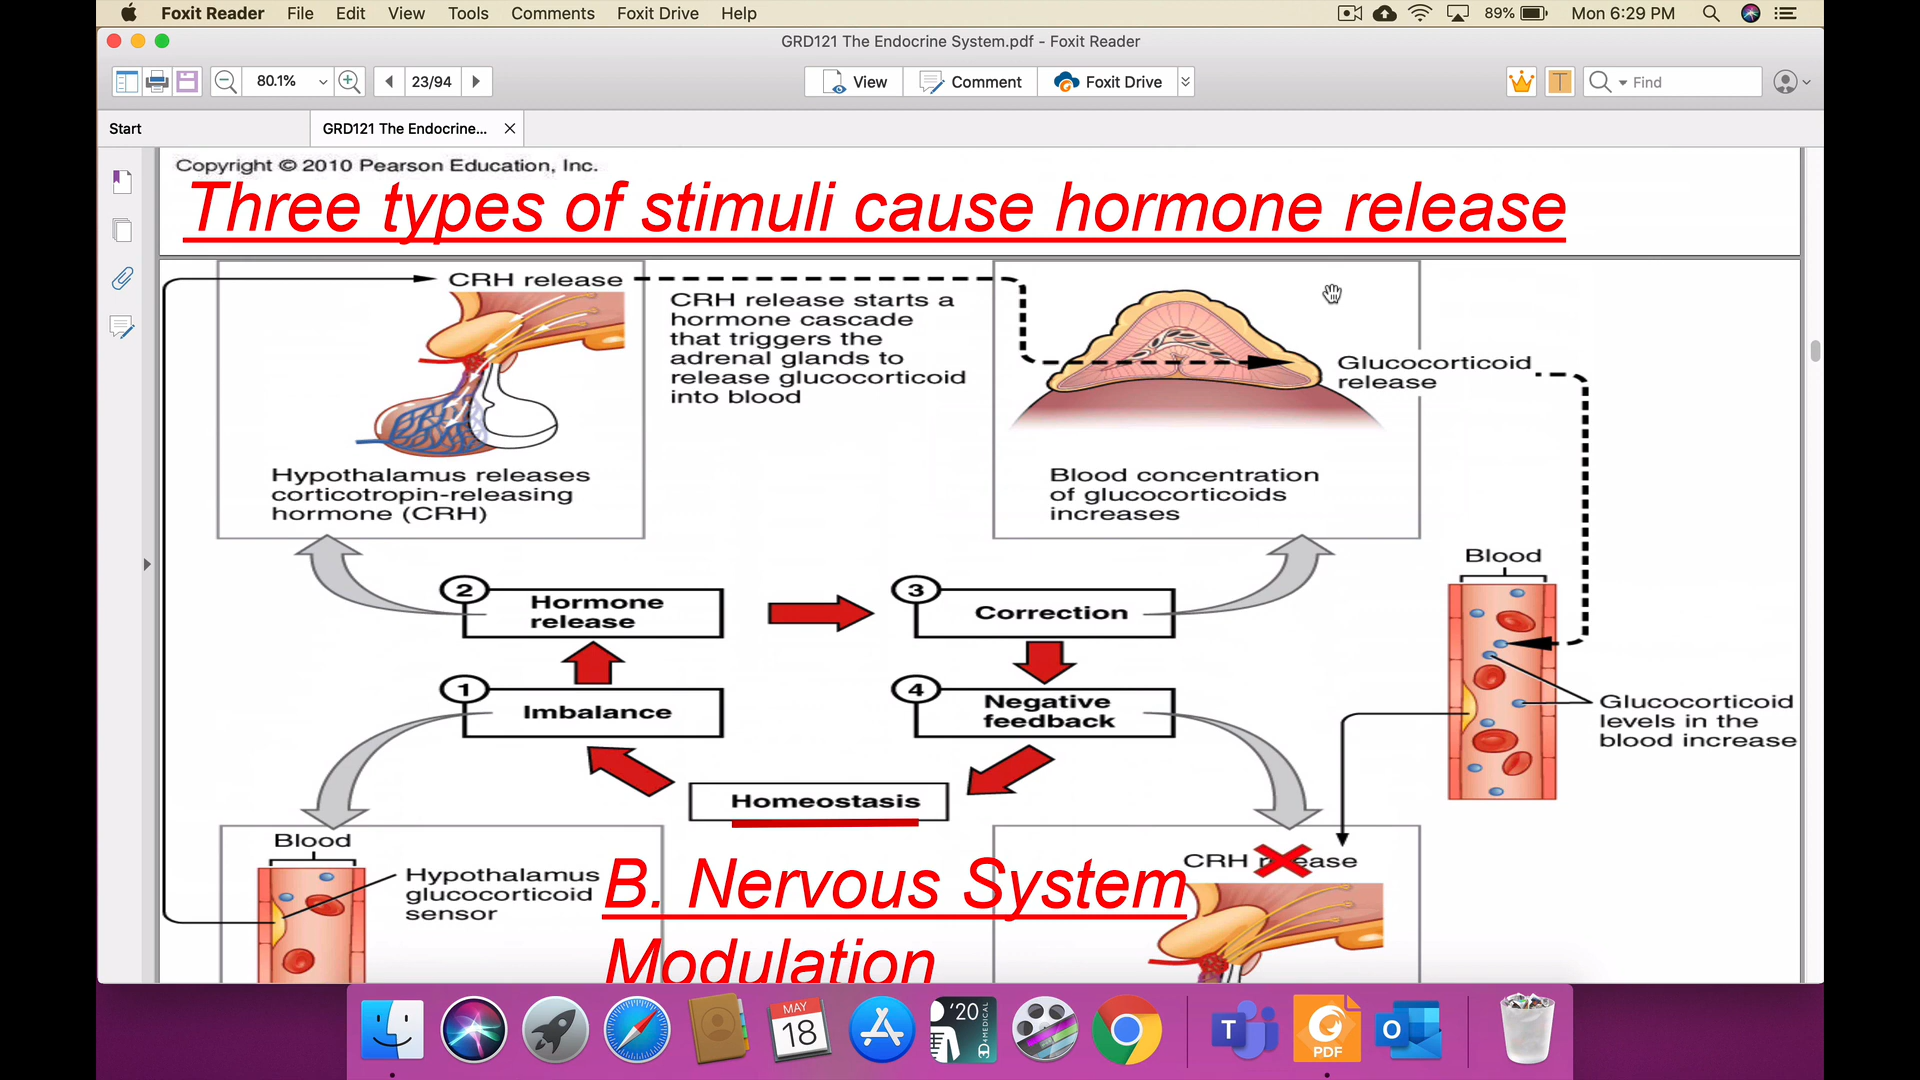 Foxit Reader File Edit View Tools Comments Foxit Drive Help 89% Mon 6:29 PM
GRD121 The Endocrine System.pdf - Foxit Reader
80.1% 23/94 View Comment Foxit Drive T Find
Start GRD121 The Endocrine...
Copyright © 2010 Pearson Education, Inc.
Three types of stimuli cause hormone release
CRH release
CRH release starts a
hormone cascade
that triggers the
adrenal glands to
release glucocorticoid
into blood
Glucocorticoid
release
Hypothalamus releases
corticotropin-releasing
hormone (CRH)
Blood concentration
of glucocorticoids
increases
Blood
2
Hormone
release
3
Correction
1
Imbalance
4
Negative
feedback
Glucocorticoid
levels in the
blood increase
Homeostasis
Blood
Hypothalamus
glucocorticoid
sensor
CRH release
B. Nervous System
Modulation
MAY
18
'20
3D4MEDICAL
T
PDF
O